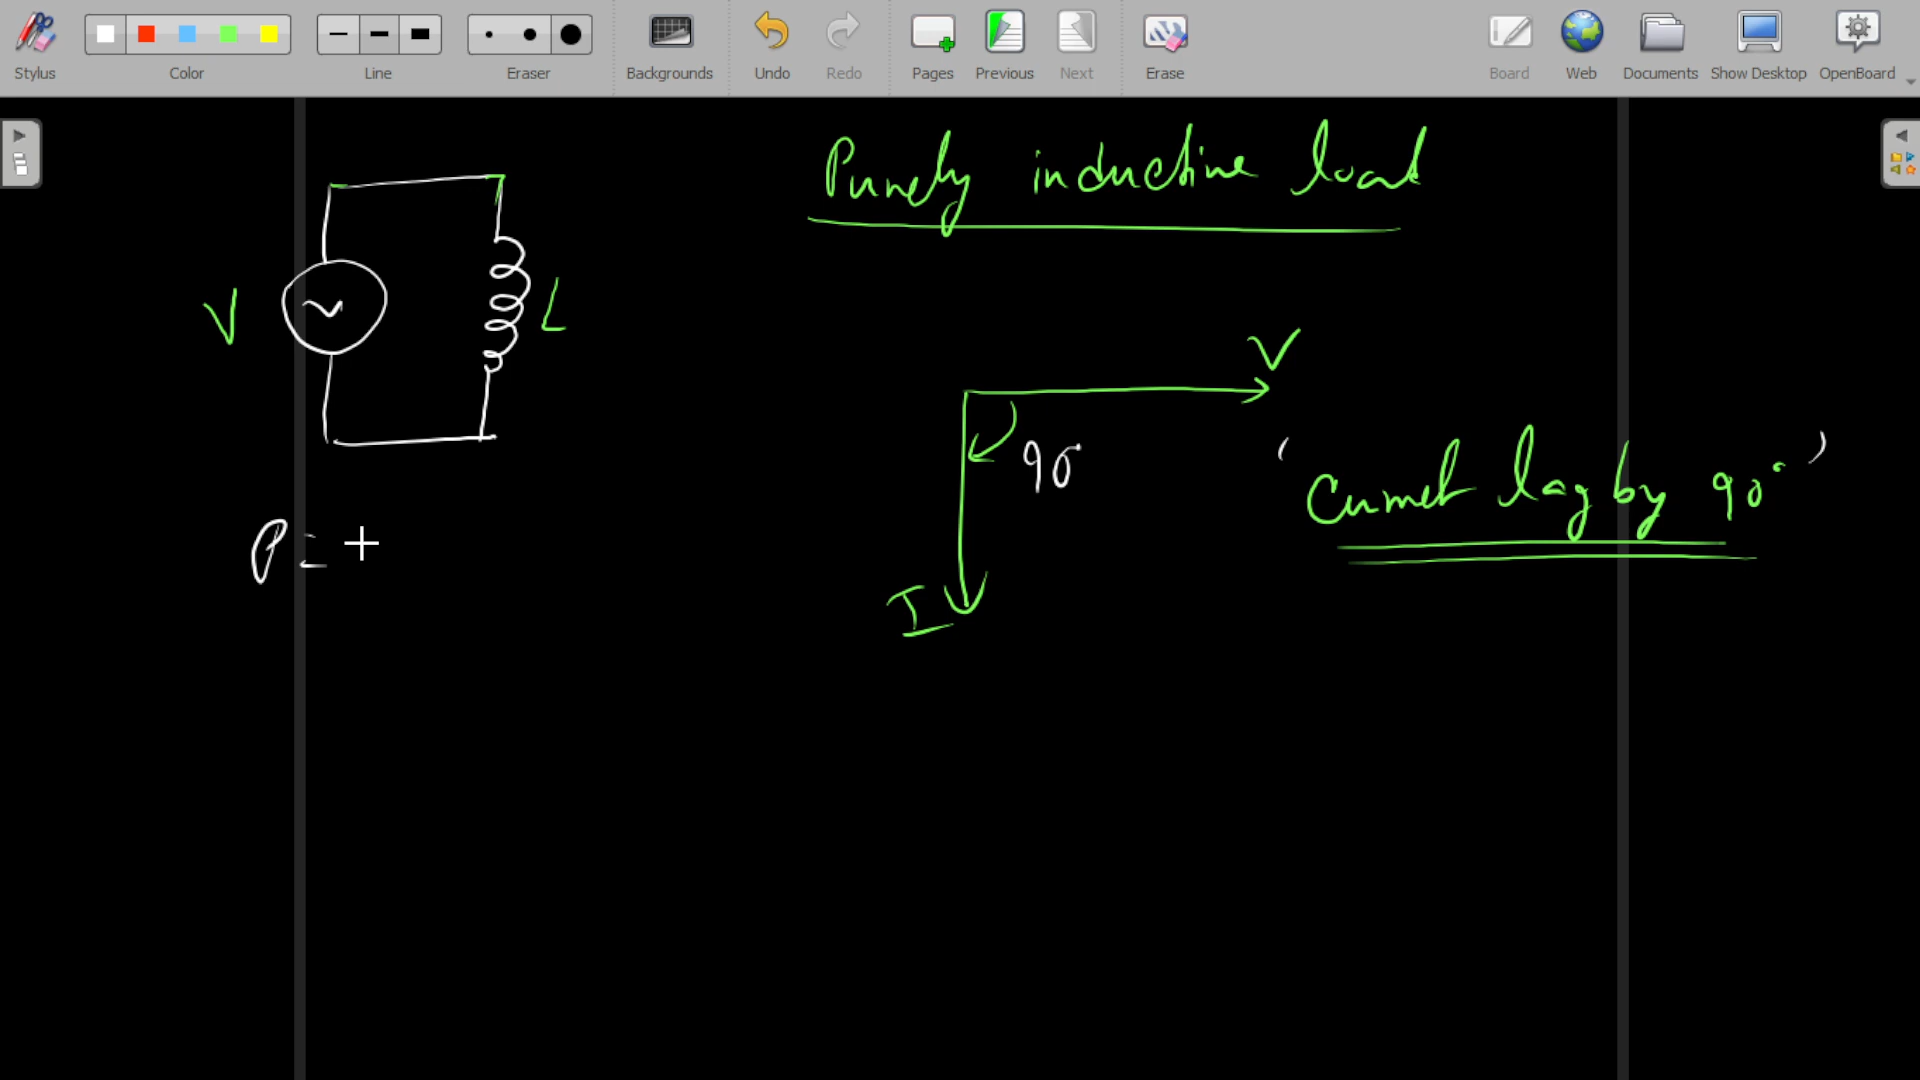 Stylus Color Line Eraser Backgrounds Undo Redo Pages Previous Next Erase Board Web Documents Show Desktop OpenBoard
Purely inductive load
V
L
V
90°
"Current lag by 90°"
P =
I